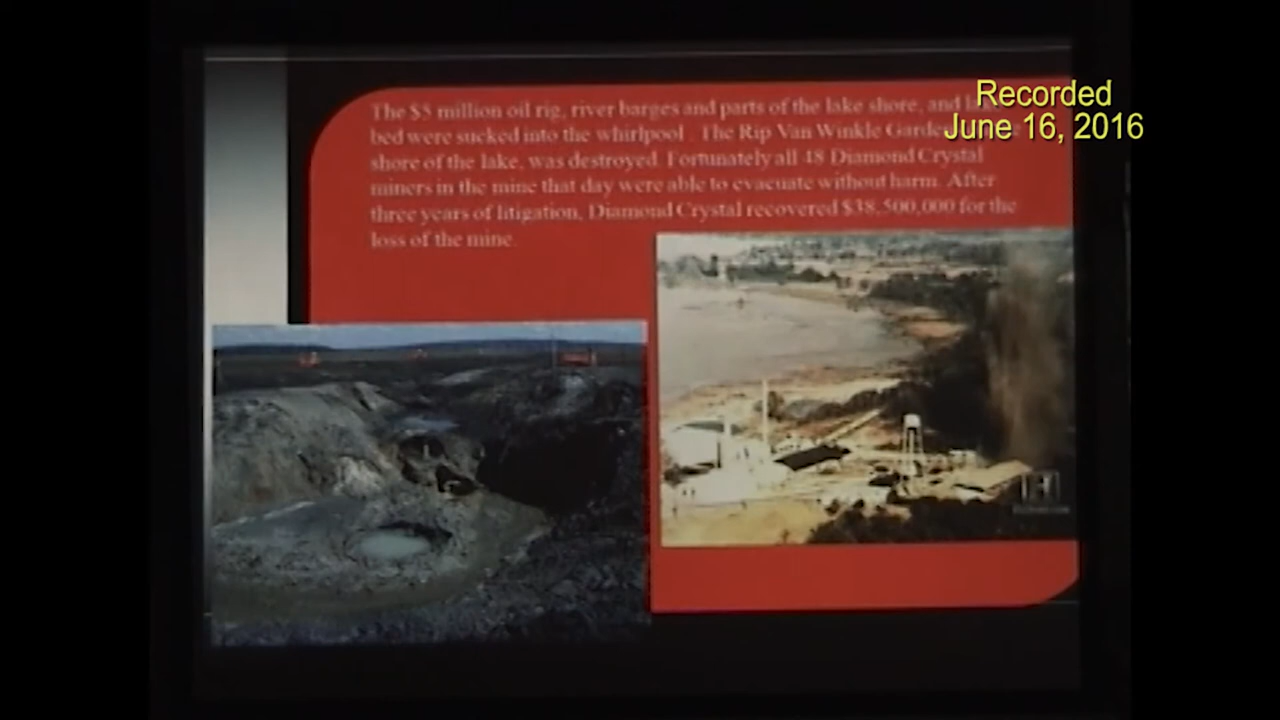 The $5 million oil rig, river barges and parts of the lake shore, and
bed were sucked into the whirlpool . The Rip Van Winkle
shore of the lake, was destroyed. Fortunately all 48 Diamond Crystal
miners in the mine that day were able to evacuate without harm. After
three years of litigation, Diamond Crystal recovered $38,500,000 for the
loss of the mine.
Recorded
June 16, 2016
H